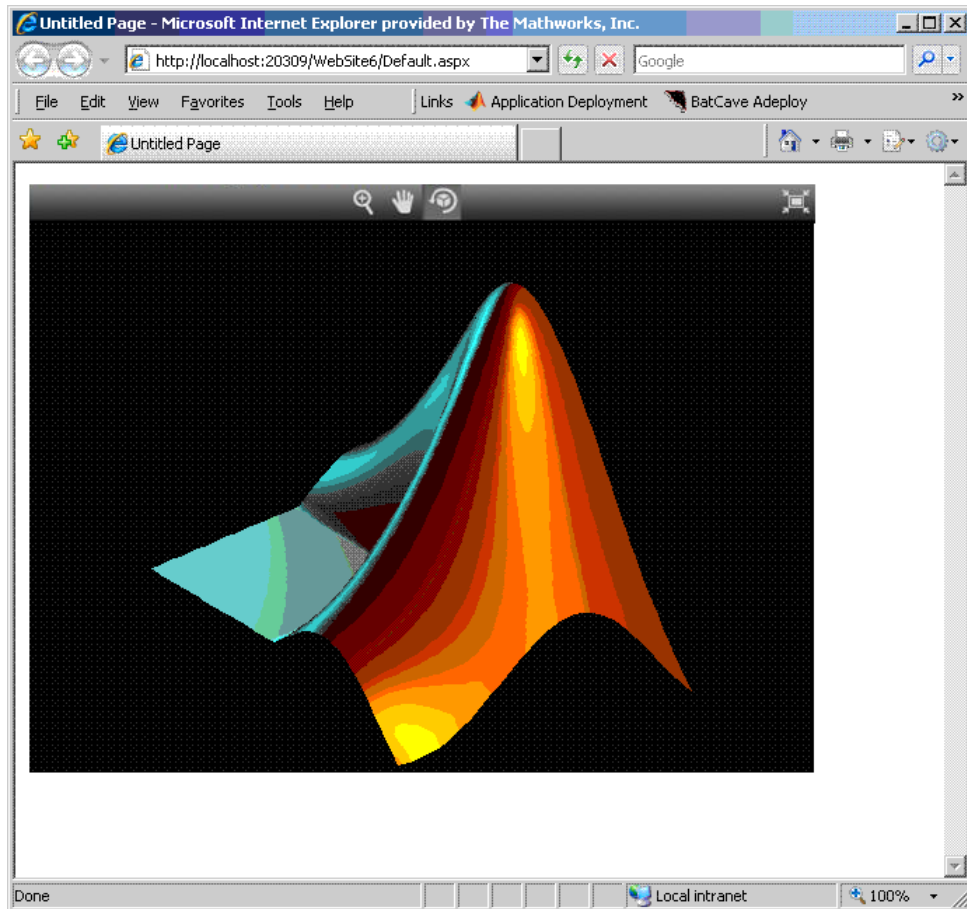 Untitled Page - Microsoft Internet Explorer provided by The Mathworks, Inc.
http://localhost:20309/WebSite6/Default.aspx
Google
File Edit View Favorites Tools Help Links Application Deployment BatCave Adeploy »
Untitled Page
Done Local intranet 100%